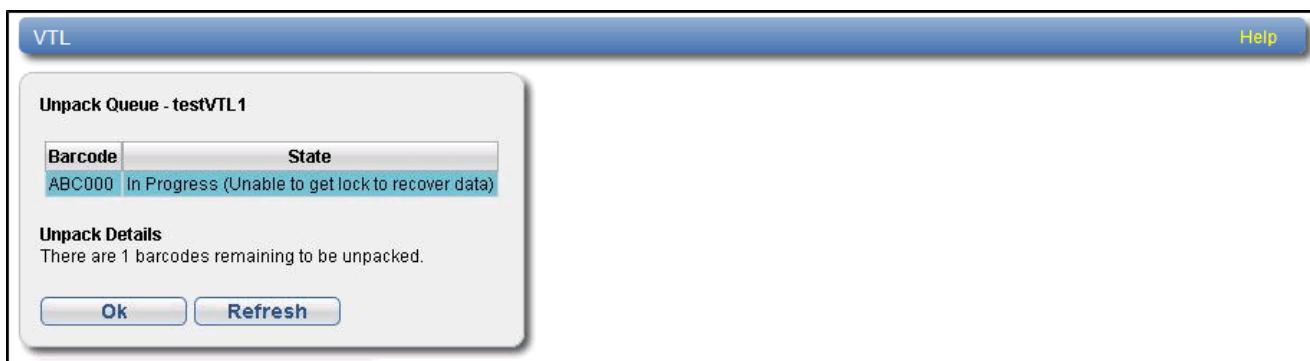 VTL Help
Unpack Queue - testVTL1
Barcode State
ABC000 In Progress (Unable to get lock to recover data)
Unpack Details
There are 1 barcodes remaining to be unpacked.
Ok Refresh